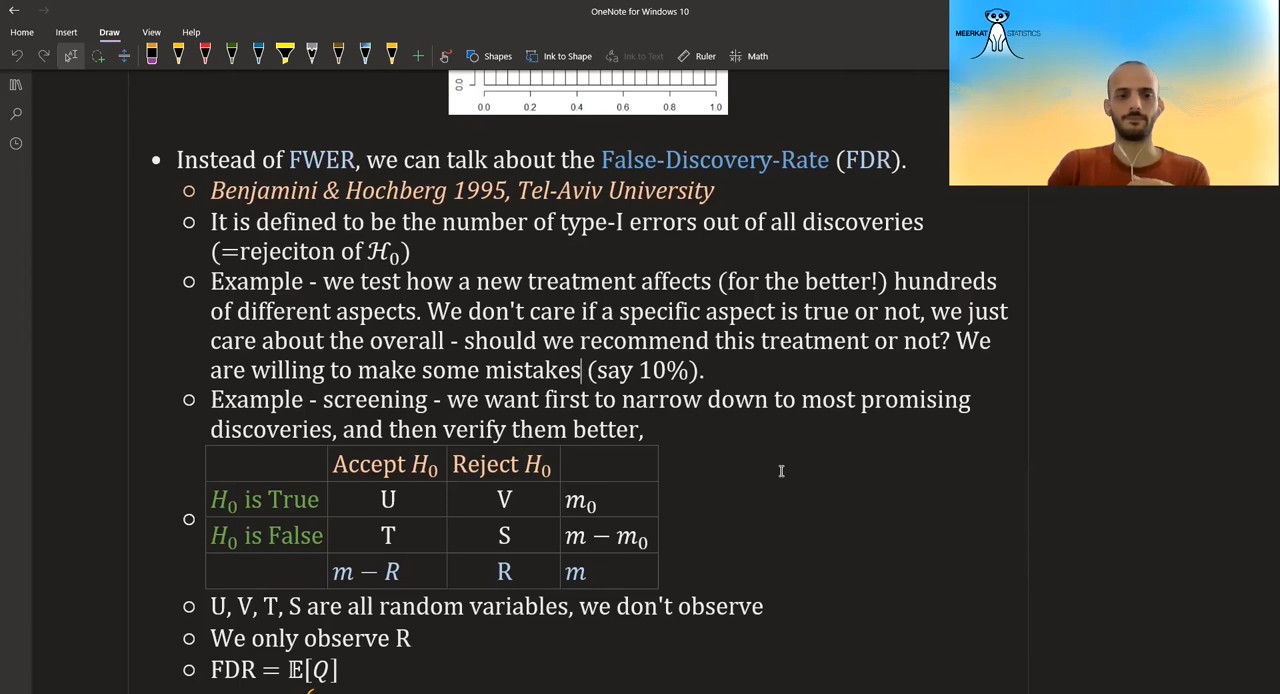 OneNote for Windows 10
Home Insert Draw View Help
Shapes Ink to Shape Ink to Text Ruler Math
MEERKAT STATISTICS
0.0
0.0 0.2 0.4 0.6 0.8 1.0
• Instead of FWER, we can talk about the False-Discovery-Rate (FDR).
○ Benjamini & Hochberg 1995, Tel-Aviv University
○ It is defined to be the number of type-I errors out of all discoveries
(=rejeciton of ℋ₀)
○ Example - we test how a new treatment affects (for the better!) hundreds
of different aspects. We don't care if a specific aspect is true or not, we just
care about the overall - should we recommend this treatment or not? We
are willing to make some mistakes (say 10%).
○ Example - screening - we want first to narrow down to most promising
discoveries, and then verify them better,
Accept H₀ Reject H₀
H₀ is True U V m₀
○ H₀ is False T S m − m₀
m − R R m
○ U, V, T, S are all random variables, we don't observe
○ We only observe R
○ FDR = 𝔼[Q]